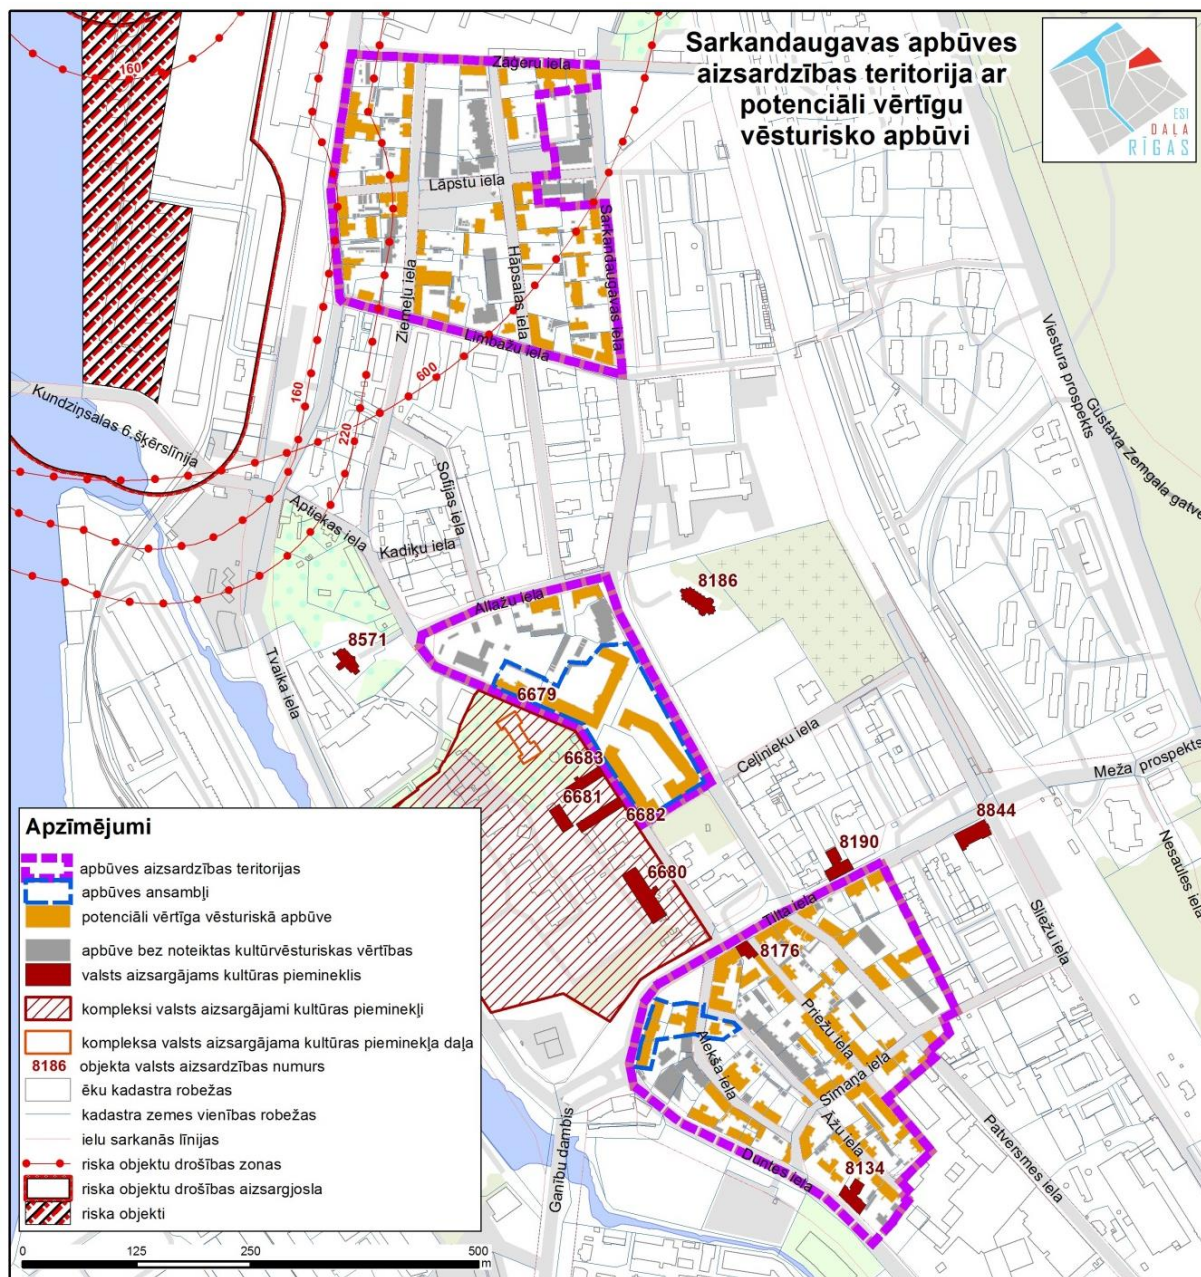 Sarkandaugavas apbūves
aizsardzības teritorija ar
potenciāli vērtīgu
vēsturisko apbūvi
ESI
DAĻA
RĪGAS
160
Zāģeru iela
Lāpstu iela
Sarkandaugavas iela
Hāpsalas iela
Ziemeļu iela
Limbažu iela
600
160
220
Viestura prospekts
Gustava Zemgala gatve
Kundziņsalas 6.šķērslīnija
Sofijas iela
Aptiekas iela
Kadiķu iela
Allažu iela
8186
8571
Tvaika iela
6679
Ceļinieku iela
6683
6681
6682
Meža prospekts
8844
8190
Nesaules iela
6680
Tilta iela
Sliežu iela
8176
Priežu iela
Alekša iela
Sīmaņa iela
Āžu iela
Patversmes iela
Duntes iela
8134
Ganību dambis
Apzīmējumi
apbūves aizsardzības teritorijas
apbūves ansambļi
potenciāli vērtīga vēsturiskā apbūve
apbūve bez noteiktas kultūrvēsturiskas vērtības
valsts aizsargājams kultūras piemineklis
kompleksi valsts aizsargājami kultūras pieminekļi
kompleksa valsts aizsargājama kultūras pieminekļa daļa
8186 objekta valsts aizsardzības numurs
ēku kadastra robežas
kadastra zemes vienības robežas
ielu sarkanās līnijas
riska objektu drošības zonas
riska objektu drošības aizsargjosla
riska objekti
0 125 250 500
m